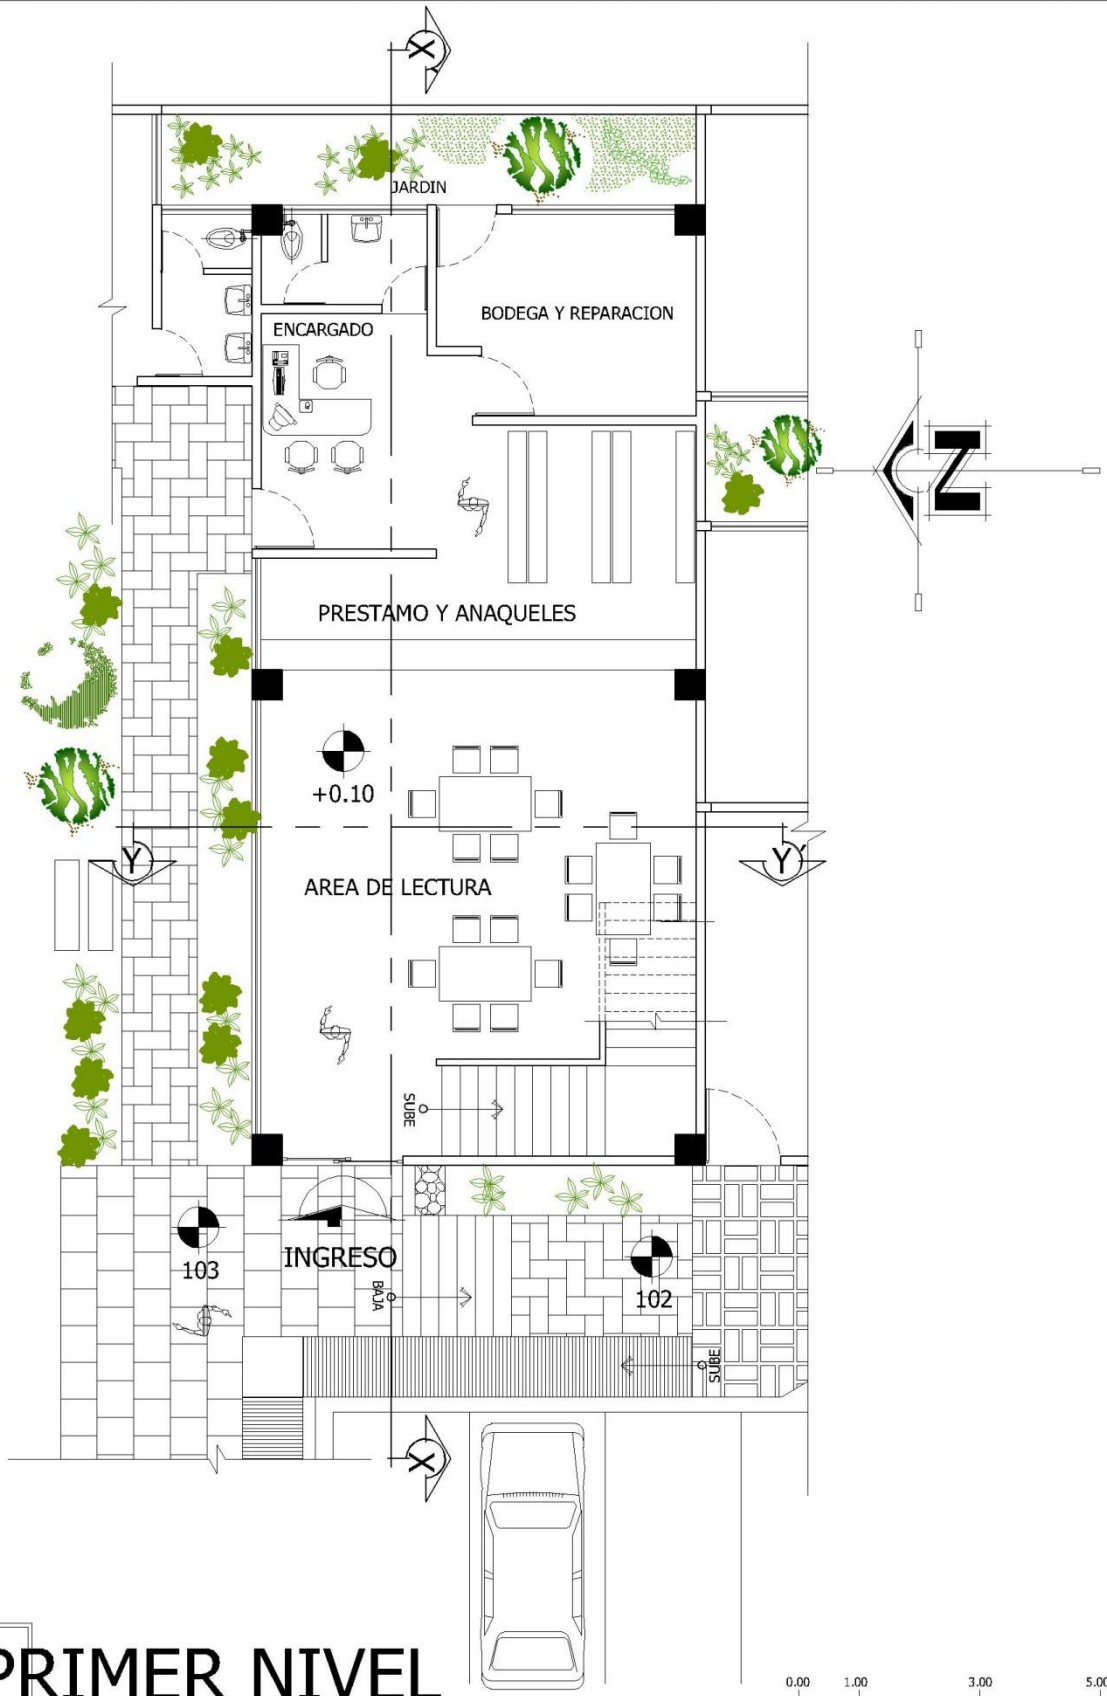 X
JARDIN
BODEGA Y REPARACION
ENCARGADO
N
PRESTAMO Y ANAQUELES
+0.10
Y
Y'
AREA DE LECTURA
SUBE
103
INGRESO
BAJA
102
SUBE
X
PRIMER NIVEL
0.00 1.00 3.00 5.00